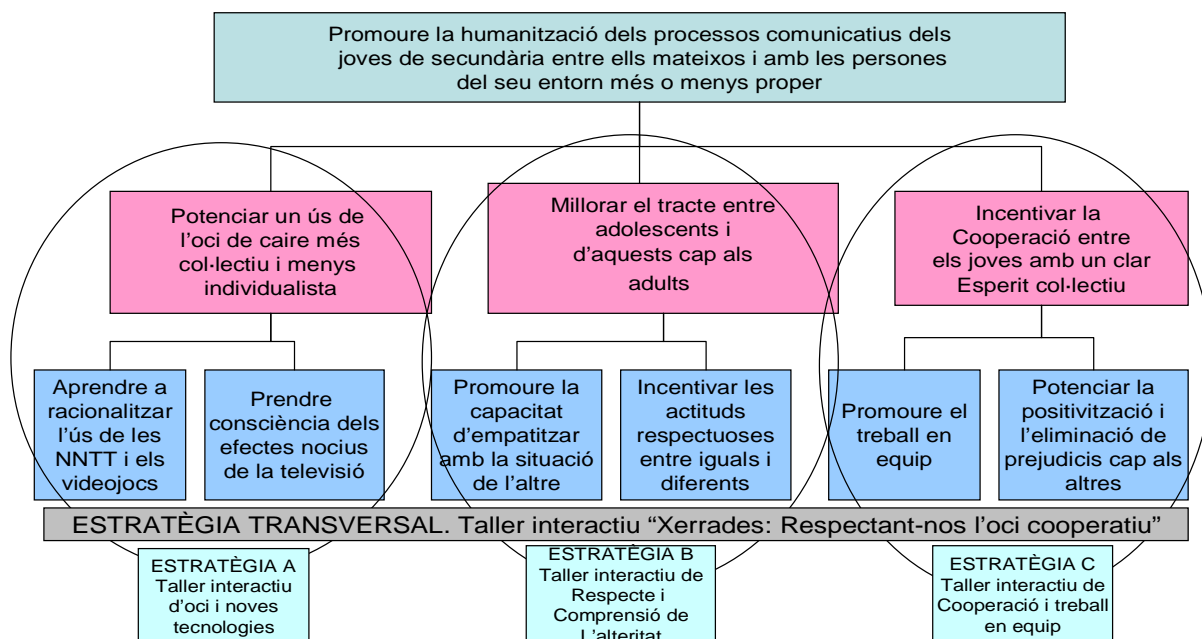 Promoure la humanització dels processos comunicatius dels
joves de secundària entre ells mateixos i amb les persones
del seu entorn més o menys proper
Potenciar un ús de
l’oci de caire més
col·lectiu i menys
individualista
Millorar el tracte entre
adolescents i
d’aquests cap als
adults
Incentivar la
Cooperació entre
els joves amb un clar
Esperit col·lectiu
Aprendre a
racionalitzar
l’ús de les
NNTT i els
videojocs
Prendre
consciència dels
efectes nocius
de la televisió
Promoure la
capacitat
d’empatitzar
amb la situació
de l’altre
Incentivar les
actituds
respectuoses
entre iguals i
diferents
Promoure el
treball en
equip
Potenciar la
positivització i
l’eliminació de
prejudicis cap als
altres
ESTRATÈGIA TRANSVERSAL. Taller interactiu “Xerrades: Respectant-nos l’oci cooperatiu”
ESTRATÈGIA A
Taller interactiu
d’oci i noves
tecnologies
ESTRATÈGIA B
Taller interactiu de
Respecte i
Comprensió de
L’alteritat
ESTRATÈGIA C
Taller interactiu de
Cooperació i treball
en equip